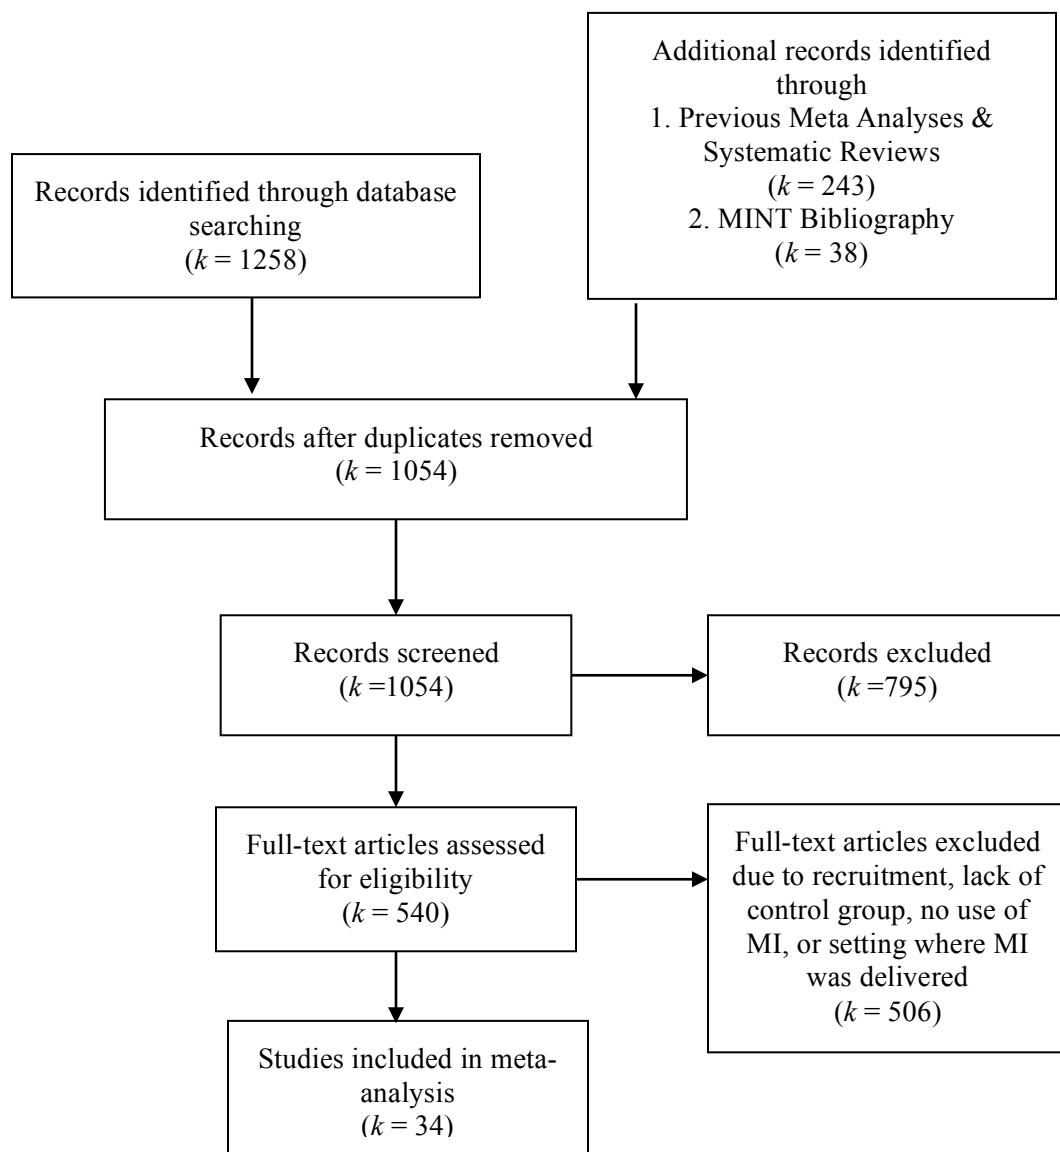 Records identified through database
searching
(k = 1258)
Additional records identified
through
1. Previous Meta Analyses &
Systematic Reviews
(k = 243)
2. MINT Bibliography
(k = 38)
Records after duplicates removed
(k = 1054)
Records screened
(k =1054)
Records excluded
(k =795)
Full-text articles assessed
for eligibility
(k = 540)
Full-text articles excluded
due to recruitment, lack of
control group, no use of
MI, or setting where MI
was delivered
(k = 506)
Studies included in meta-
analysis
(k = 34)